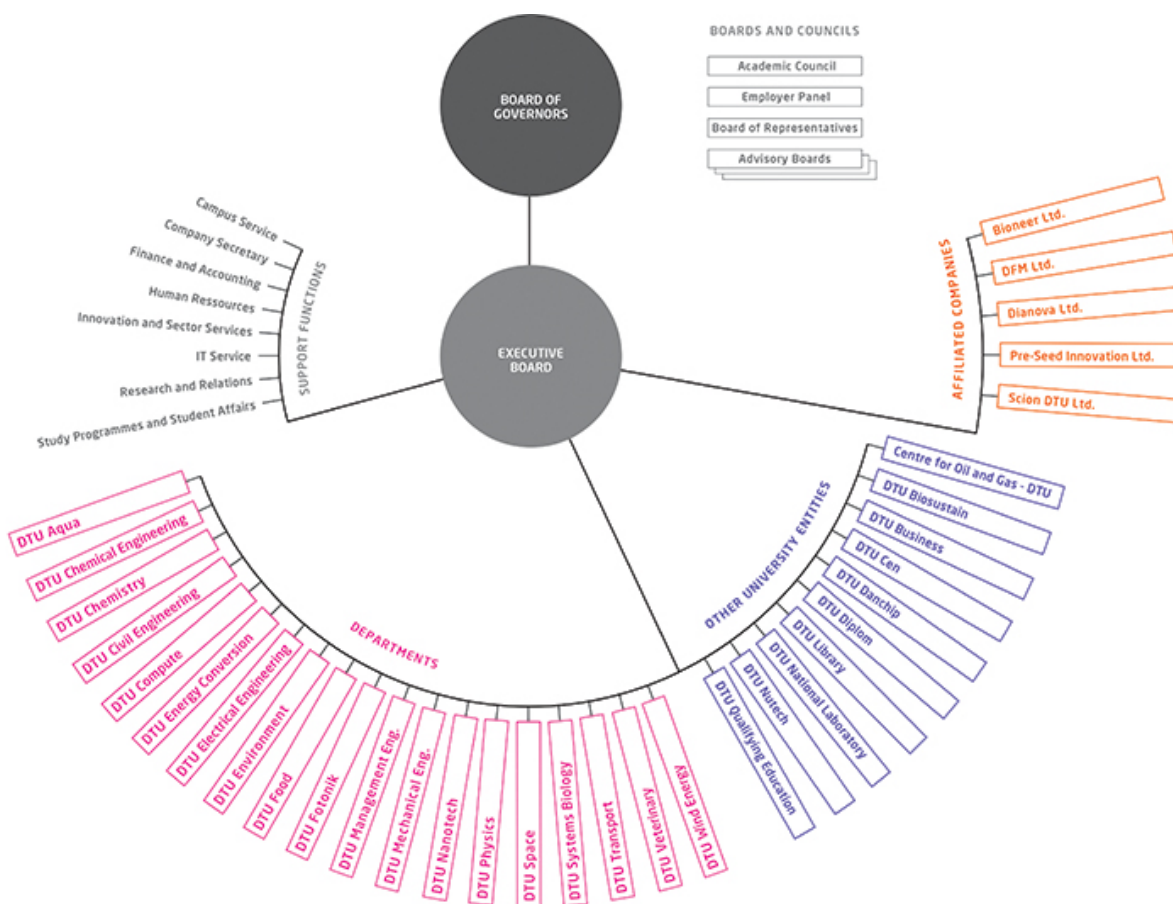 BOARD OF
GOVERNORS
BOARDS AND COUNCILS
Academic Council
Employer Panel
Board of Representatives
Advisory Boards
EXECUTIVE
BOARD
SUPPORT FUNCTIONS
Campus Service
Company Secretary
Finance and Accounting
Human Ressources
Innovation and Sector Services
IT Service
Research and Relations
Study Programmes and Student Affairs
AFFILIATED COMPANIES
Bioneer Ltd.
DFM Ltd.
Dianova Ltd.
Pre-Seed Innovation Ltd.
Scion DTU Ltd.
DEPARTMENTS
DTU Aqua
DTU Chemical Engineering
DTU Chemistry
DTU Civil Engineering
DTU Compute
DTU Energy Conversion
DTU Electrical Engineering
DTU Environment
DTU Food
DTU Fotonik
DTU Management Eng.
DTU Mechanical Eng.
DTU Nanotech
DTU Physics
DTU Space
DTU Systems Biology
DTU Transport
DTU Veterinary
DTU Wind Energy
OTHER UNIVERSITY ENTITIES
Centre for Oil and Gas - DTU
DTU Biosustain
DTU Business
DTU Cen
DTU Danchip
DTU Diplom
DTU Library
DTU National Laboratory
DTU Nutech
DTU Qualifying Education